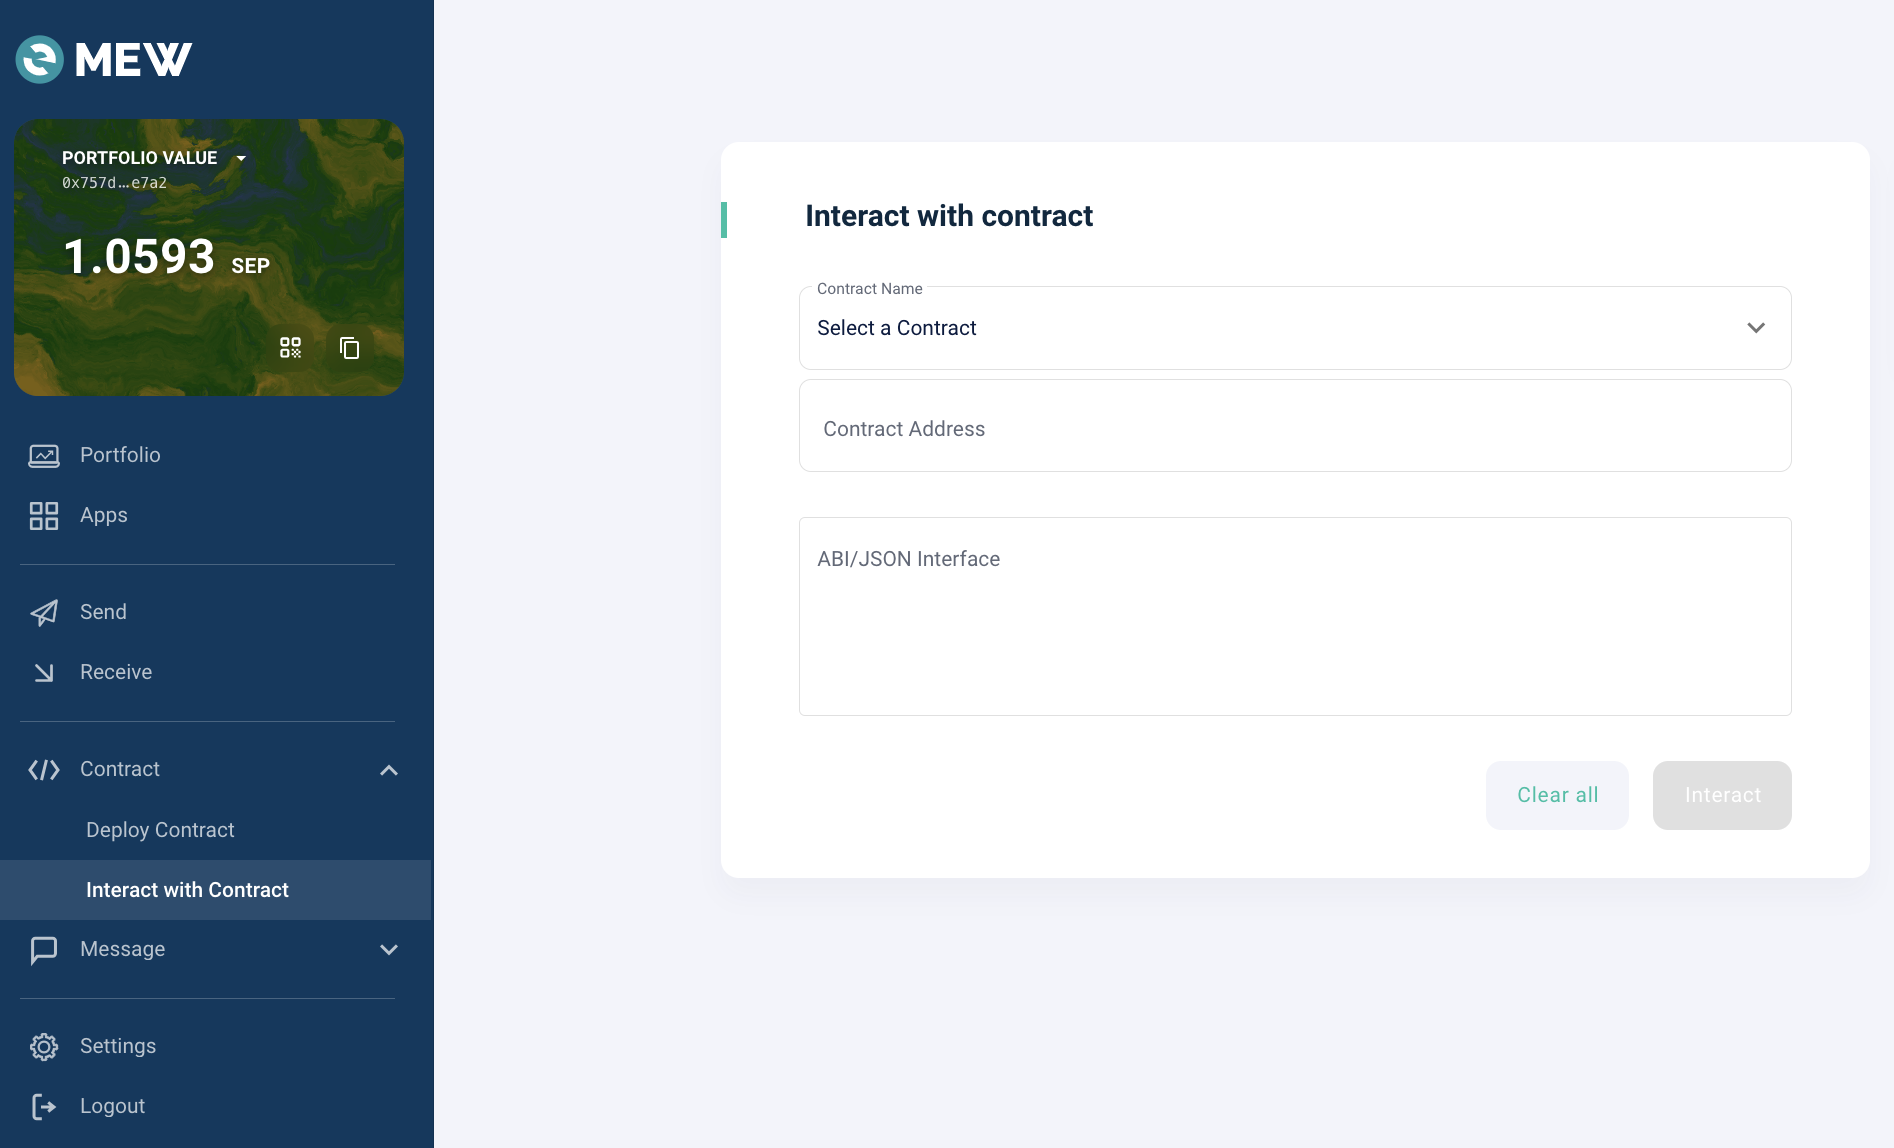 MEW
PORTFOLIO VALUE
0x757d...e7a2
1.0593 SEP
Portfolio
Apps
Send
Receive
Contract
Deploy Contract
Interact with Contract
Message
Settings
Logout
Interact with contract
Contract Name
Select a Contract
Contract Address
ABI/JSON Interface
Clear all
Interact